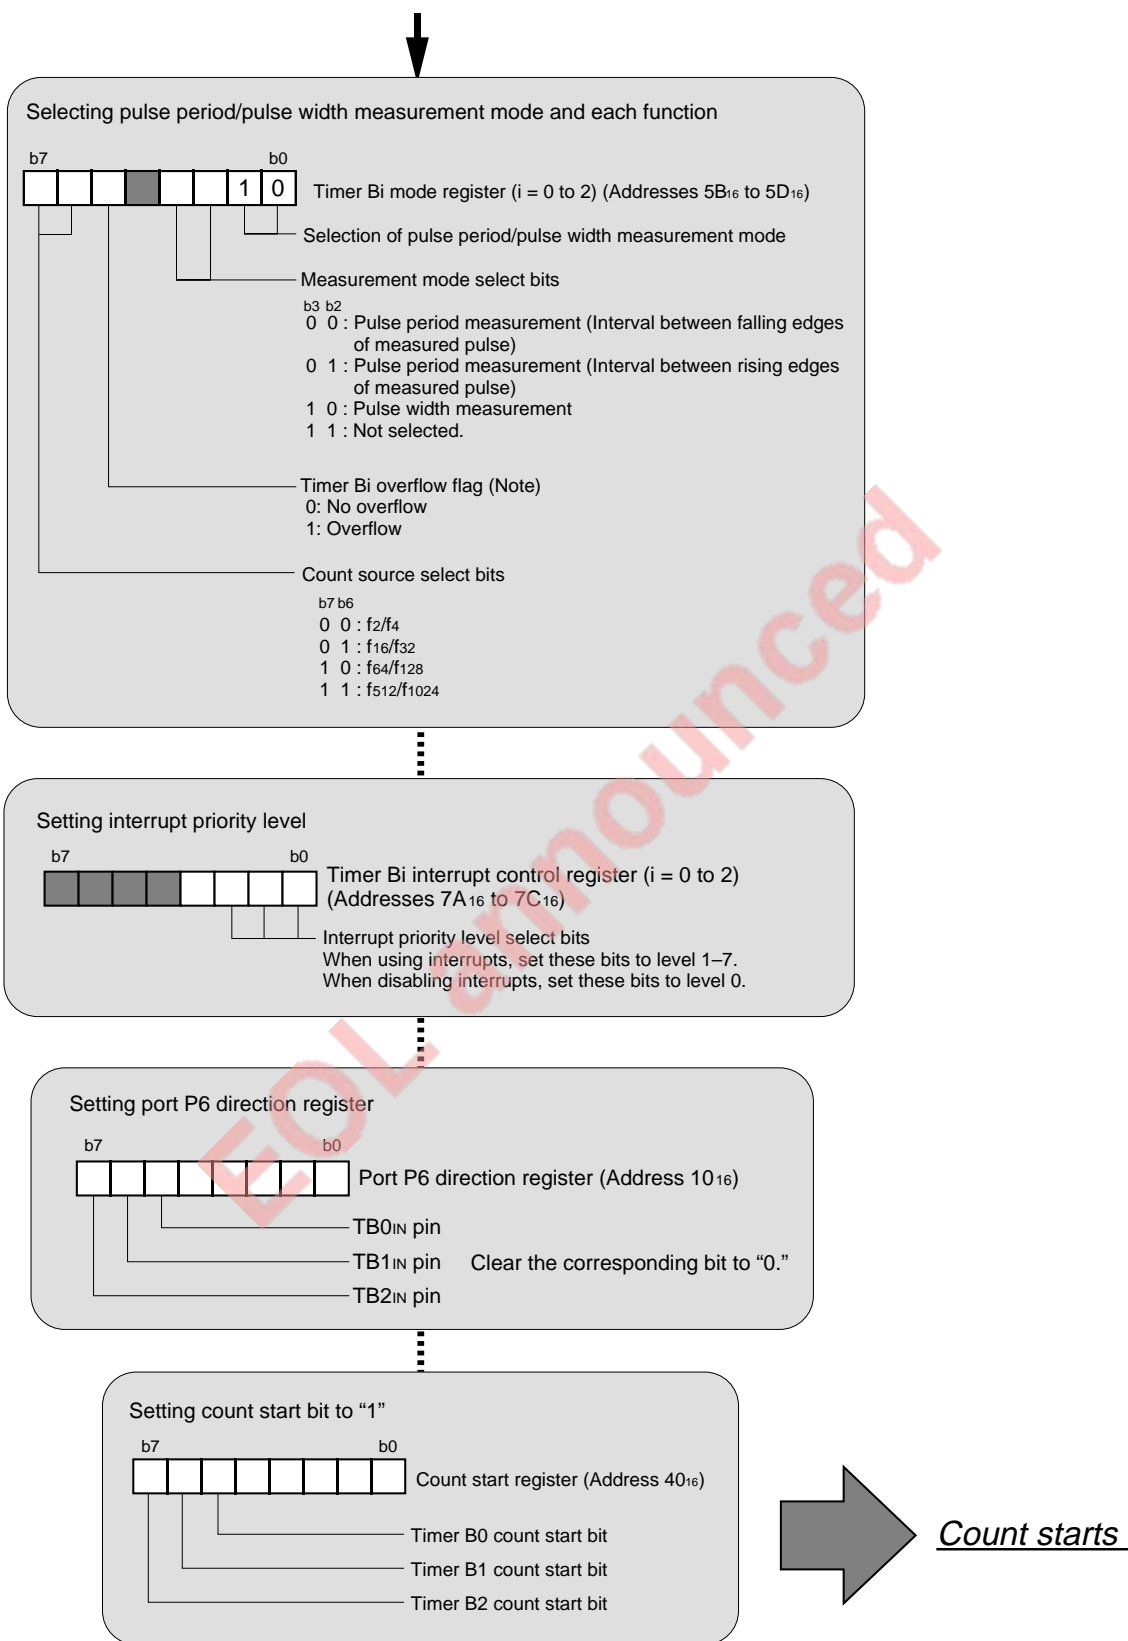 Selecting pulse period/pulse width measurement mode and each function
b7 b0
1 0
Timer Bi mode register (i = 0 to 2) (Addresses 5B16 to 5D16)
Selection of pulse period/pulse width measurement mode
Measurement mode select bits
b3 b2
0 0 : Pulse period measurement (Interval between falling edges
of measured pulse)
0 1 : Pulse period measurement (Interval between rising edges
of measured pulse)
1 0 : Pulse width measurement
1 1 : Not selected.
Timer Bi overflow flag (Note)
0: No overflow
1: Overflow
Count source select bits
b7 b6
0 0 : f2/f4
0 1 : f16/f32
1 0 : f64/f128
1 1 : f512/f1024
Setting interrupt priority level
b7 b0
Timer Bi interrupt control register (i = 0 to 2)
(Addresses 7A16 to 7C16)
Interrupt priority level select bits
When using interrupts, set these bits to level 1–7.
When disabling interrupts, set these bits to level 0.
Setting port P6 direction register
b7 b0
Port P6 direction register (Address 1016)
TB0IN pin
TB1IN pin Clear the corresponding bit to “0.”
TB2IN pin
Setting count start bit to “1”
b7 b0
Count start register (Address 4016)
Timer B0 count start bit
Timer B1 count start bit
Timer B2 count start bit
Count starts
EOL announced